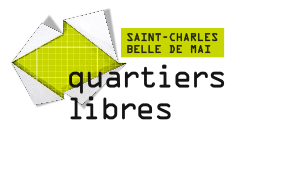 SAINT-CHARLES
BELLE DE MAI
quartiers
libres